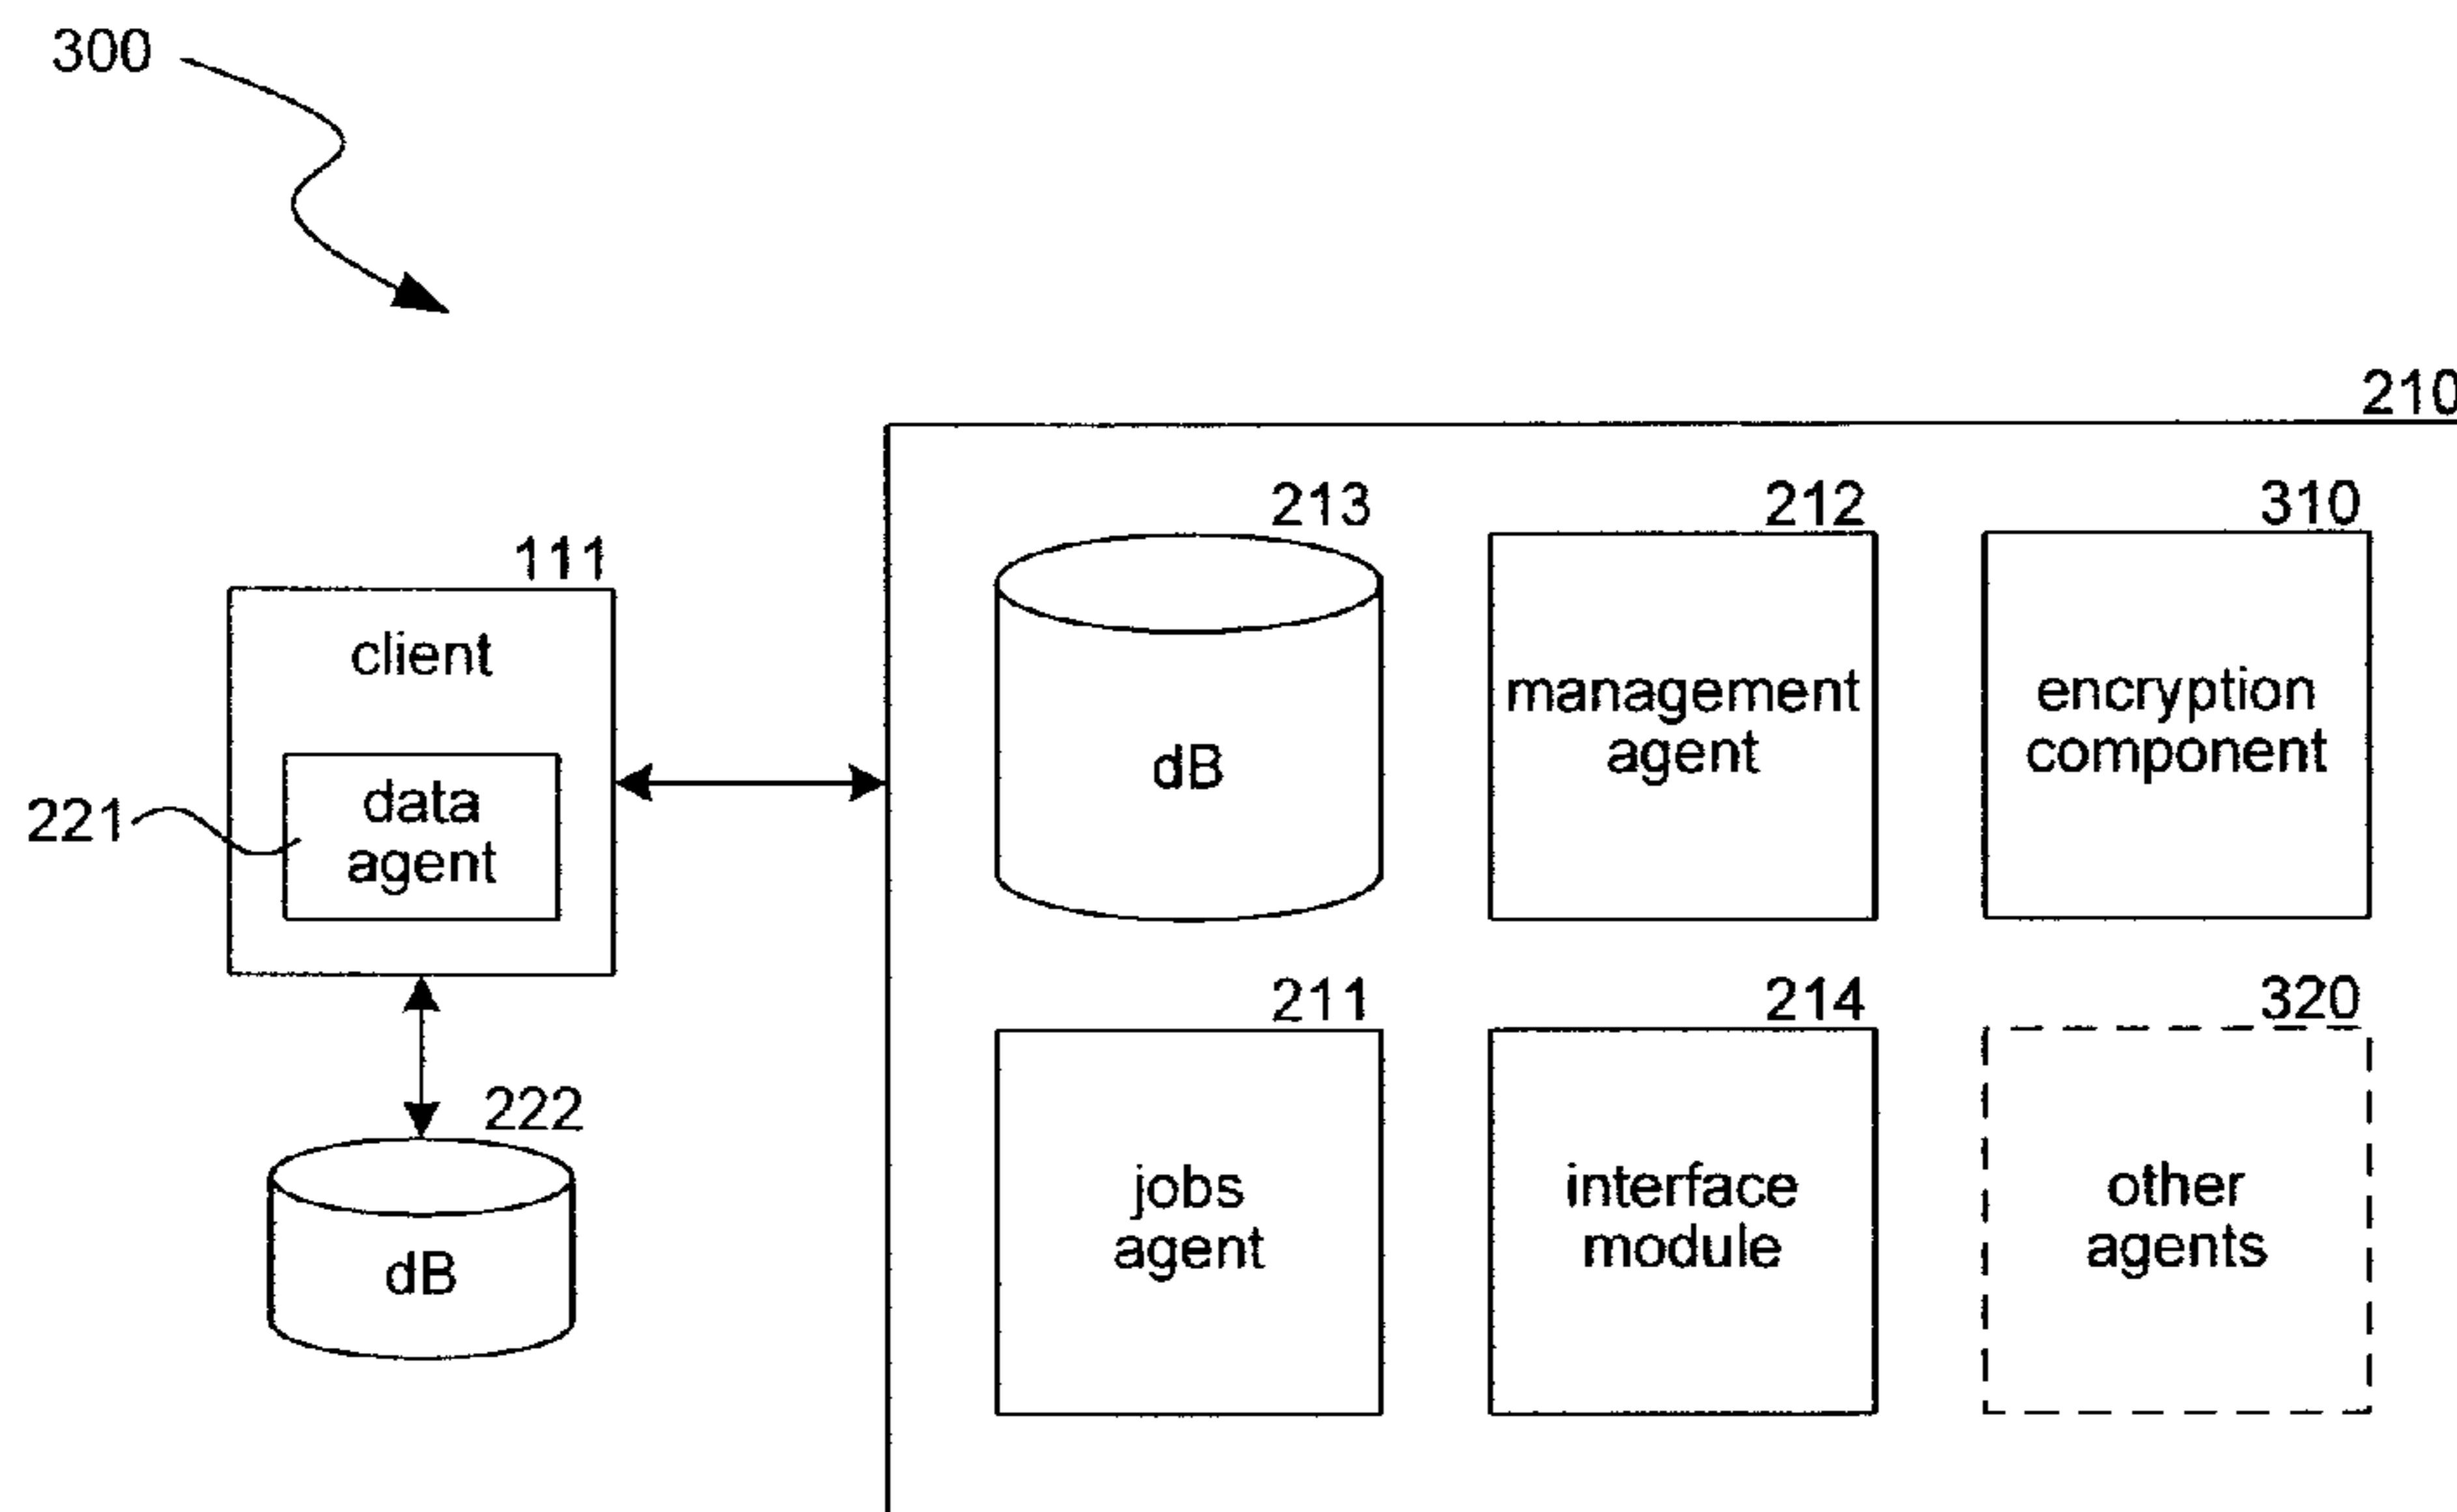 300
210
213
212
310
111
client
management
agent
encryption
component
dB
221
data
agent
211
214
320
222
jobs
agent
interface
module
other
agents
dB